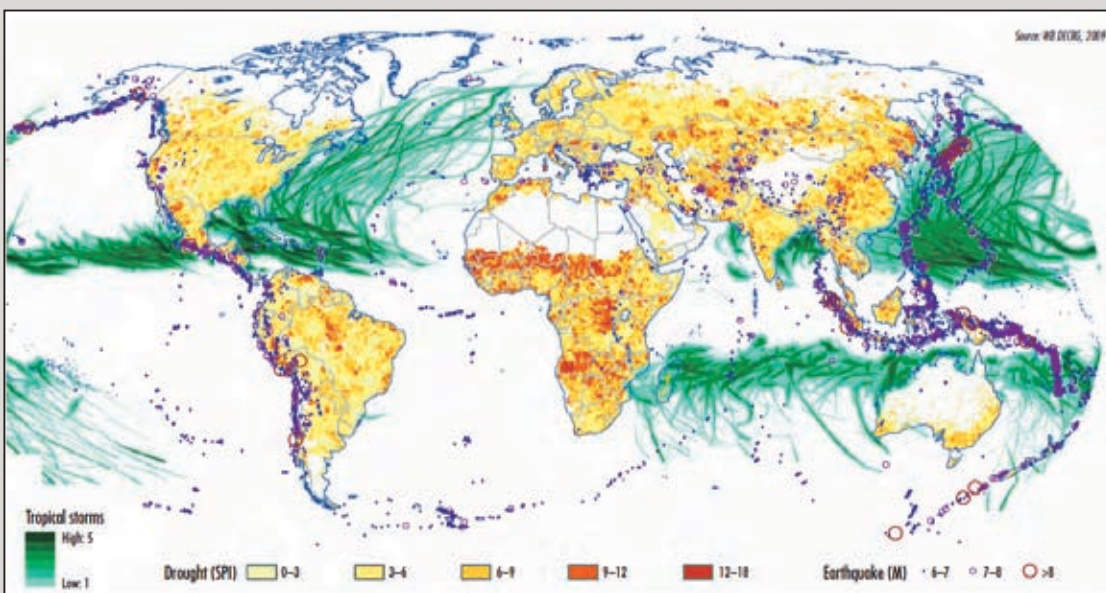 Source: WB DECRG, 2009
Tropical storms
High: 5
Low: 1
Drought (SPI) 0–3 3–6 6–9 9–12 12–18 Earthquake (M) 6–7 7–8 >8